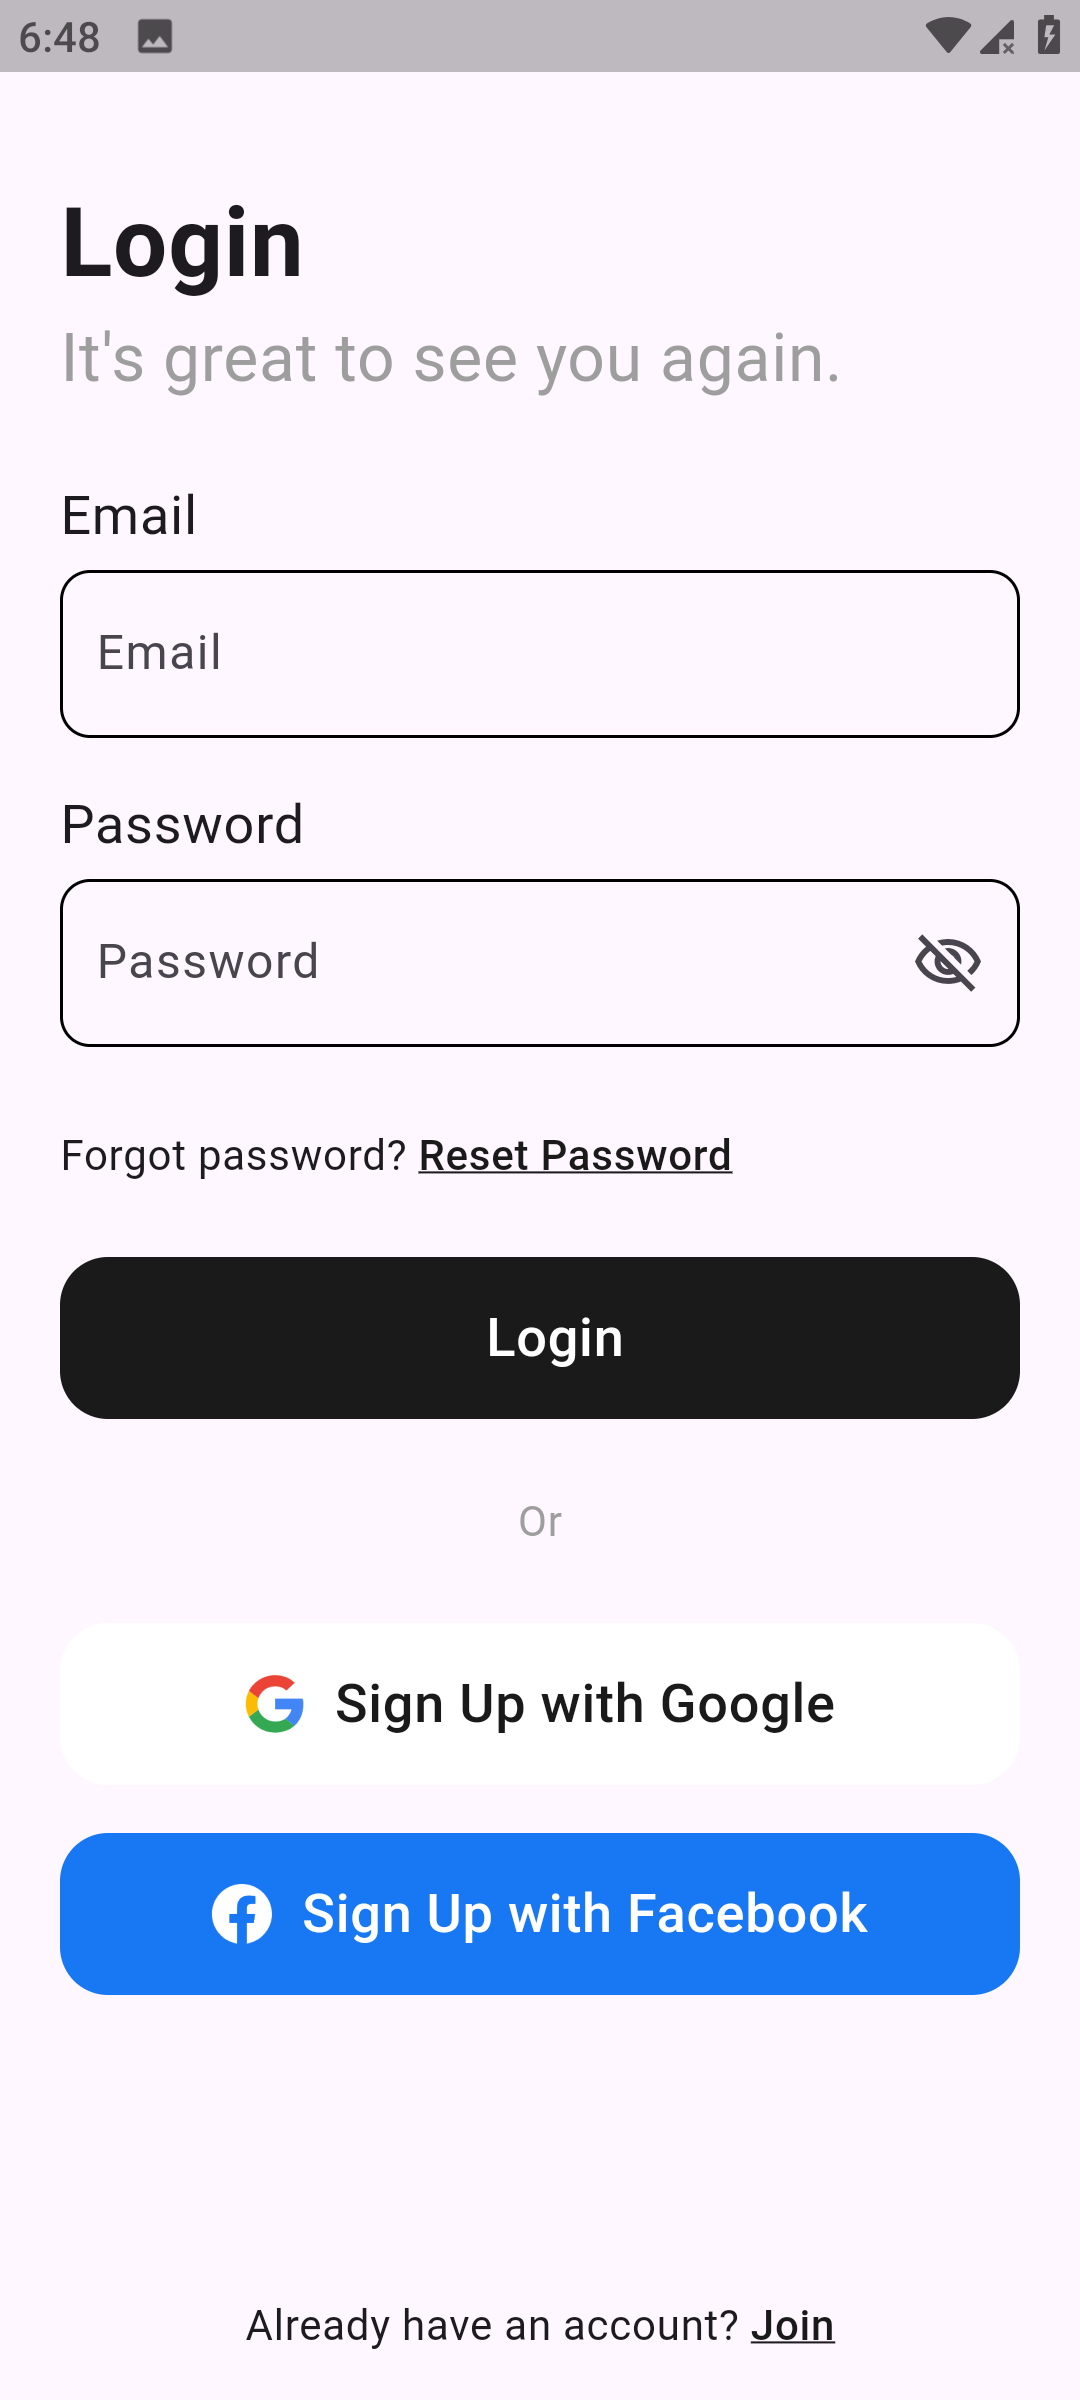 6:48
Login
It's great to see you again.
Email
Email
Password
Password
Forgot password? Reset Password
Login
Or
Sign Up with Google
Sign Up with Facebook
Already have an account? Join